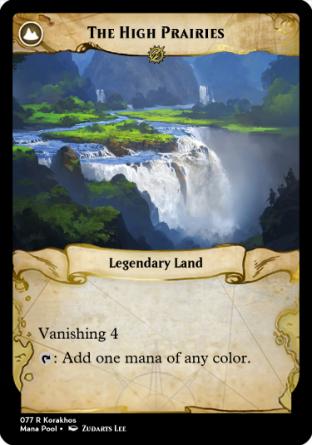 The High Prairies
Legendary Land
Vanishing 4
: Add one mana of any color.
077 R Korakhos
Mana Pool • Zudarts Lee